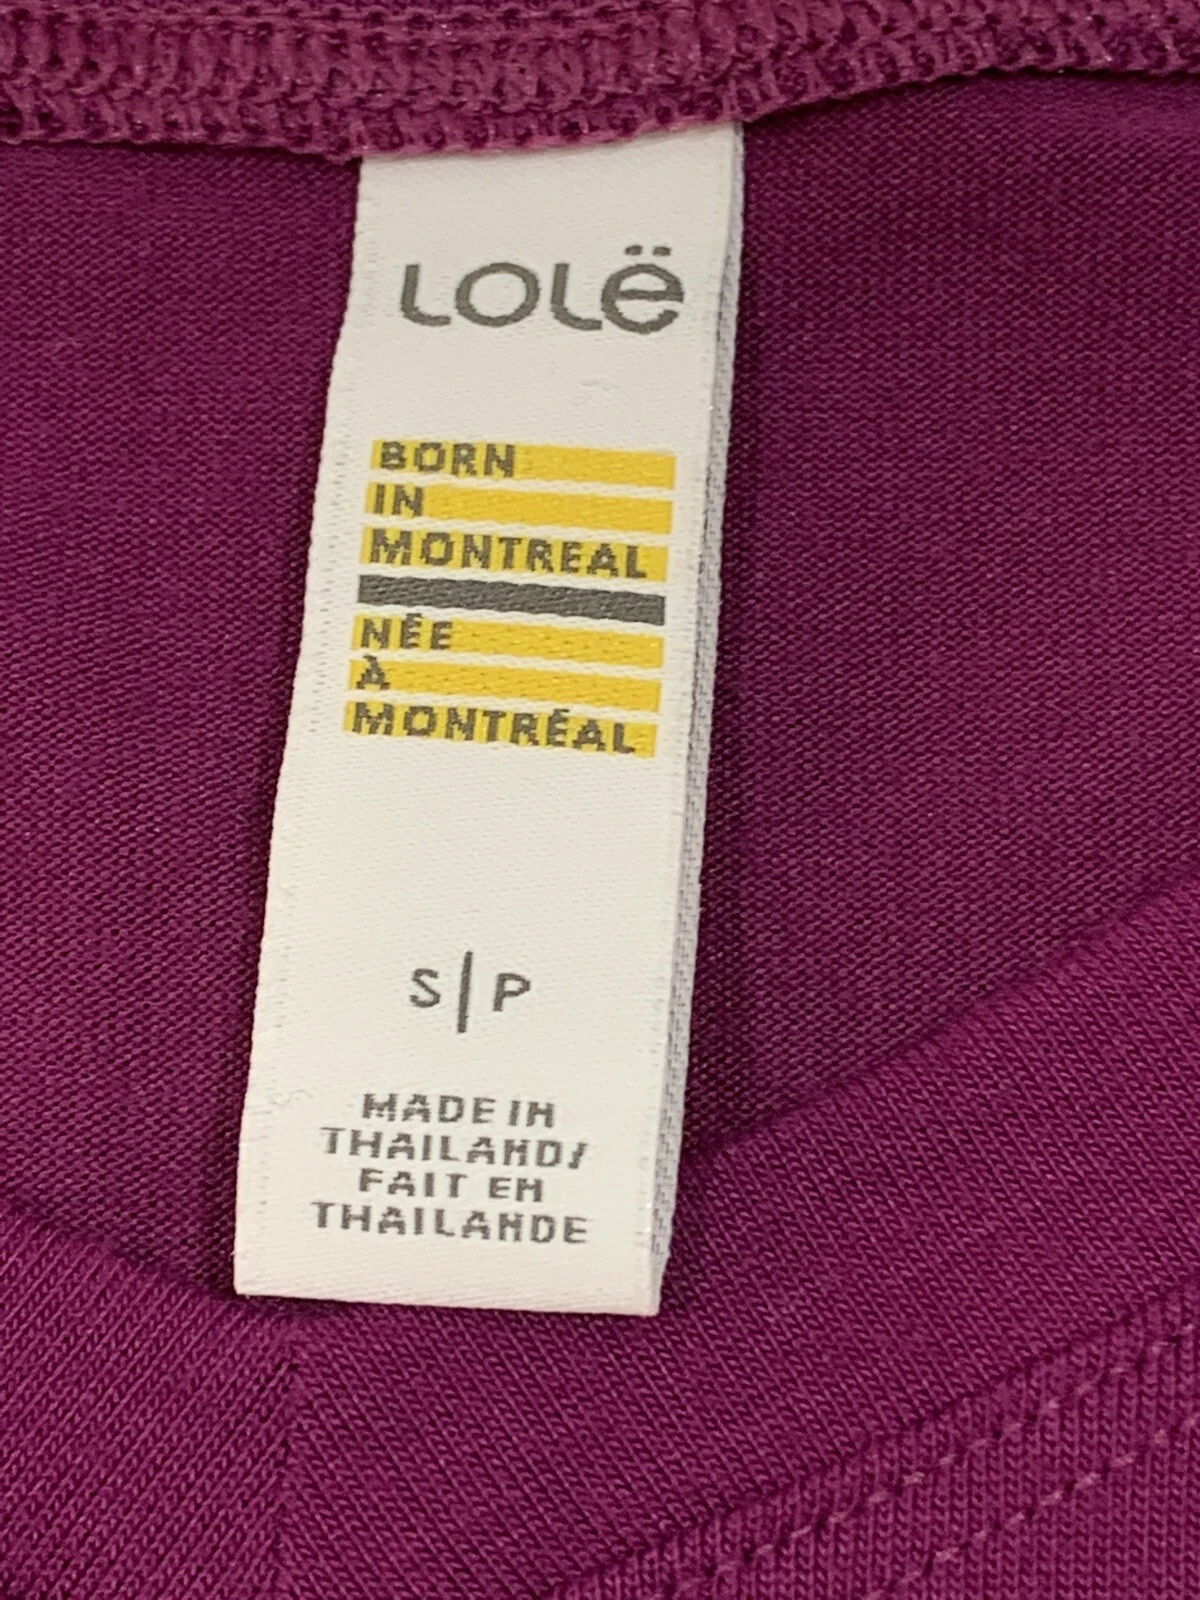 Lolë
BORN
IN
MONTREAL
NÉE
À
MONTRÉAL
S|P
MADE IN
THAILAND/
FAIT EN
THAILANDE